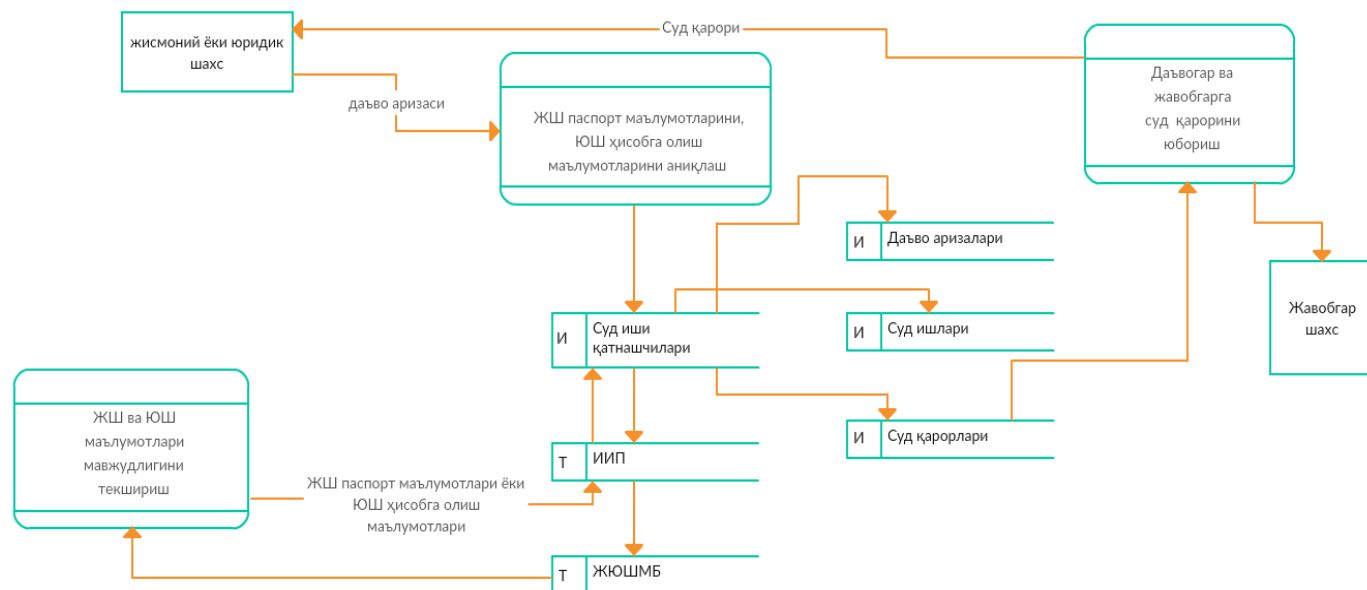 Суд қарори
жисмоний ёки юридик
шахс
даъво аризаси
ЖШ паспорт маълумотларини,
ЮШ ҳисобга олиш
маълумотларини аниқлаш
Даъвогар ва
жавобгарга
суд қарорини
юбориш
И
Даъво аризалари
И
Суд иши
қатнашчилари
И
Суд ишлари
Жавобгар
шахс
ЖШ ва ЮШ
маълумотлари
мавжудлигини
текшириш
И
Суд қарорлари
Т
ИИП
ЖШ паспорт маълумотлари ёки
ЮШ ҳисобга олиш
маълумотлари
Т
ЖЮШМБ